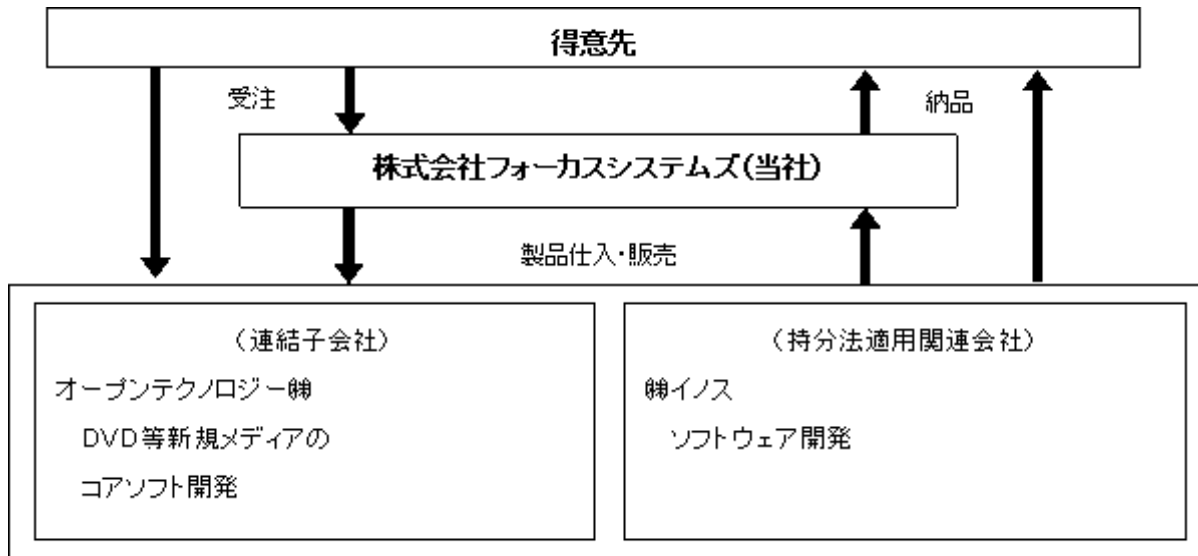 得意先
受注
納品
株式会社フォーカスシステムズ(当社)
製品仕入・販売
(連結子会社)
オープンテクノロジー㈱
DVD等新規メディアの
コアソフト開発
(持分法適用関連会社)
㈱イノス
ソフトウェア開発